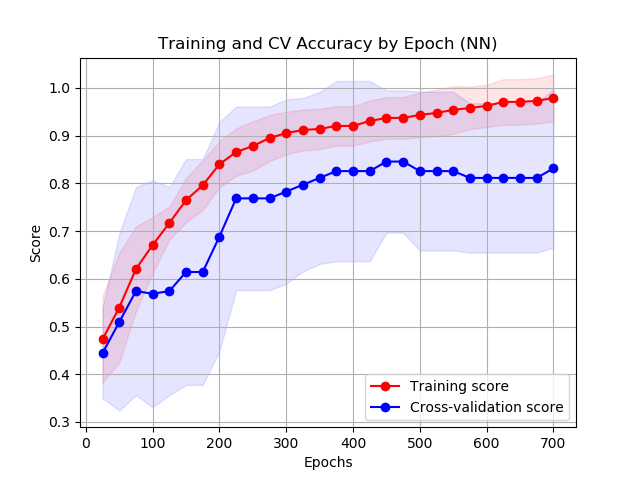 Training and CV Accuracy by Epoch (NN)
1.0
0.9
0.8
0.7
0.6
0.5
0.4
0.3
Score
0 100 200 300 400 500 600 700
Epochs
Training score
Cross-validation score